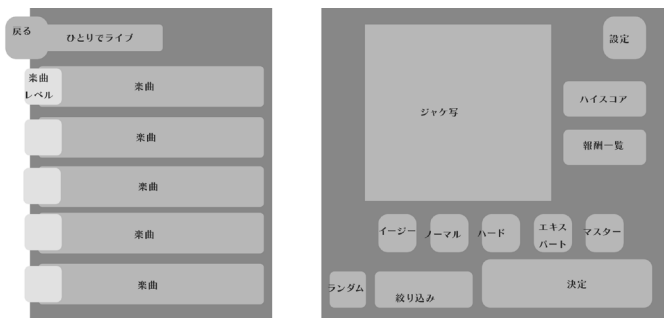 戻る
ひとりでライブ
楽曲
レベル
楽曲
楽曲
楽曲
楽曲
楽曲
ジャケ写
設定
ハイスコア
報酬一覧
イージー
ノーマル
ハード
エキス
パート
マスター
ランダム
絞り込み
決定